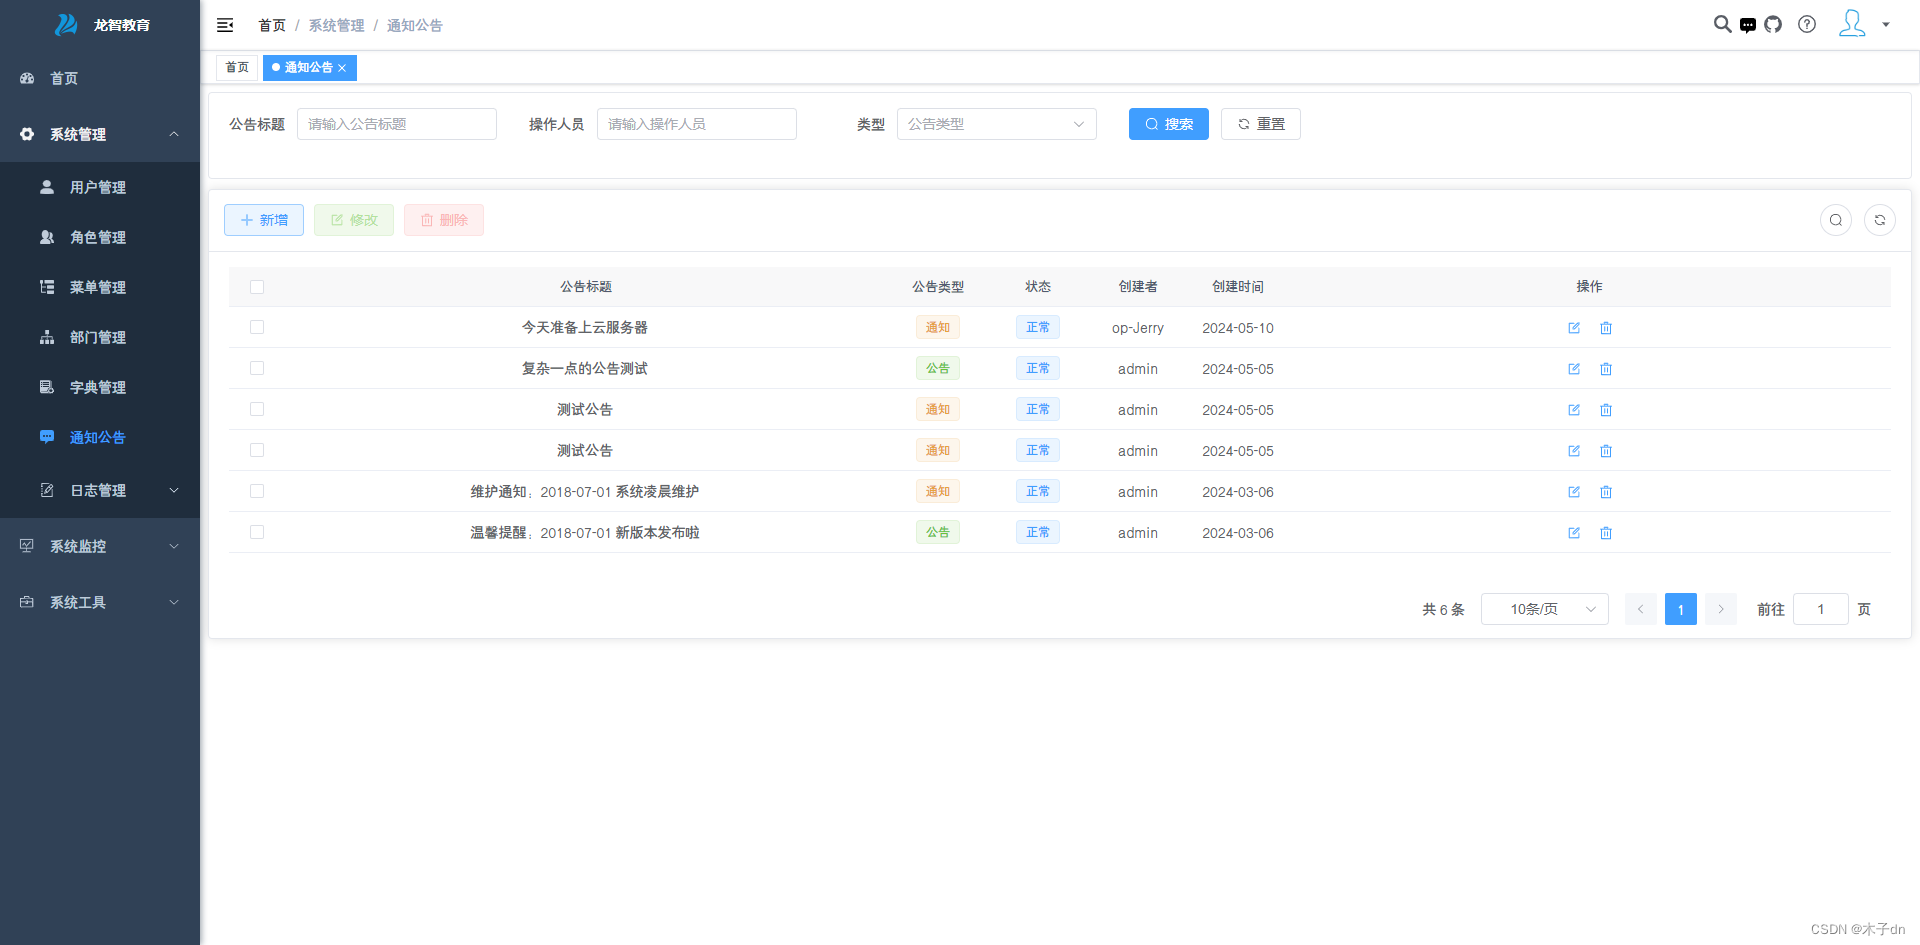 龙智教育
首页
系统管理
用户管理
角色管理
菜单管理
部门管理
字典管理
通知公告
日志管理
系统监控
系统工具
首页 / 系统管理 / 通知公告
首页 通知公告
公告标题 请输入公告标题 操作人员 请输入操作人员 类型 公告类型 搜索 重置
新增 修改 删除
公告标题 公告类型 状态 创建者 创建时间 操作
今天准备上云服务器 通知 正常 op-Jerry 2024-05-10
复杂一点的公告测试 公告 正常 admin 2024-05-05
测试公告 通知 正常 admin 2024-05-05
测试公告 通知 正常 admin 2024-05-05
维护通知：2018-07-01 系统凌晨维护 通知 正常 admin 2024-03-06
温馨提醒：2018-07-01 新版本发布啦 公告 正常 admin 2024-03-06
共 6 条 10条/页 1 前往 1 页
CSDN @木子dn